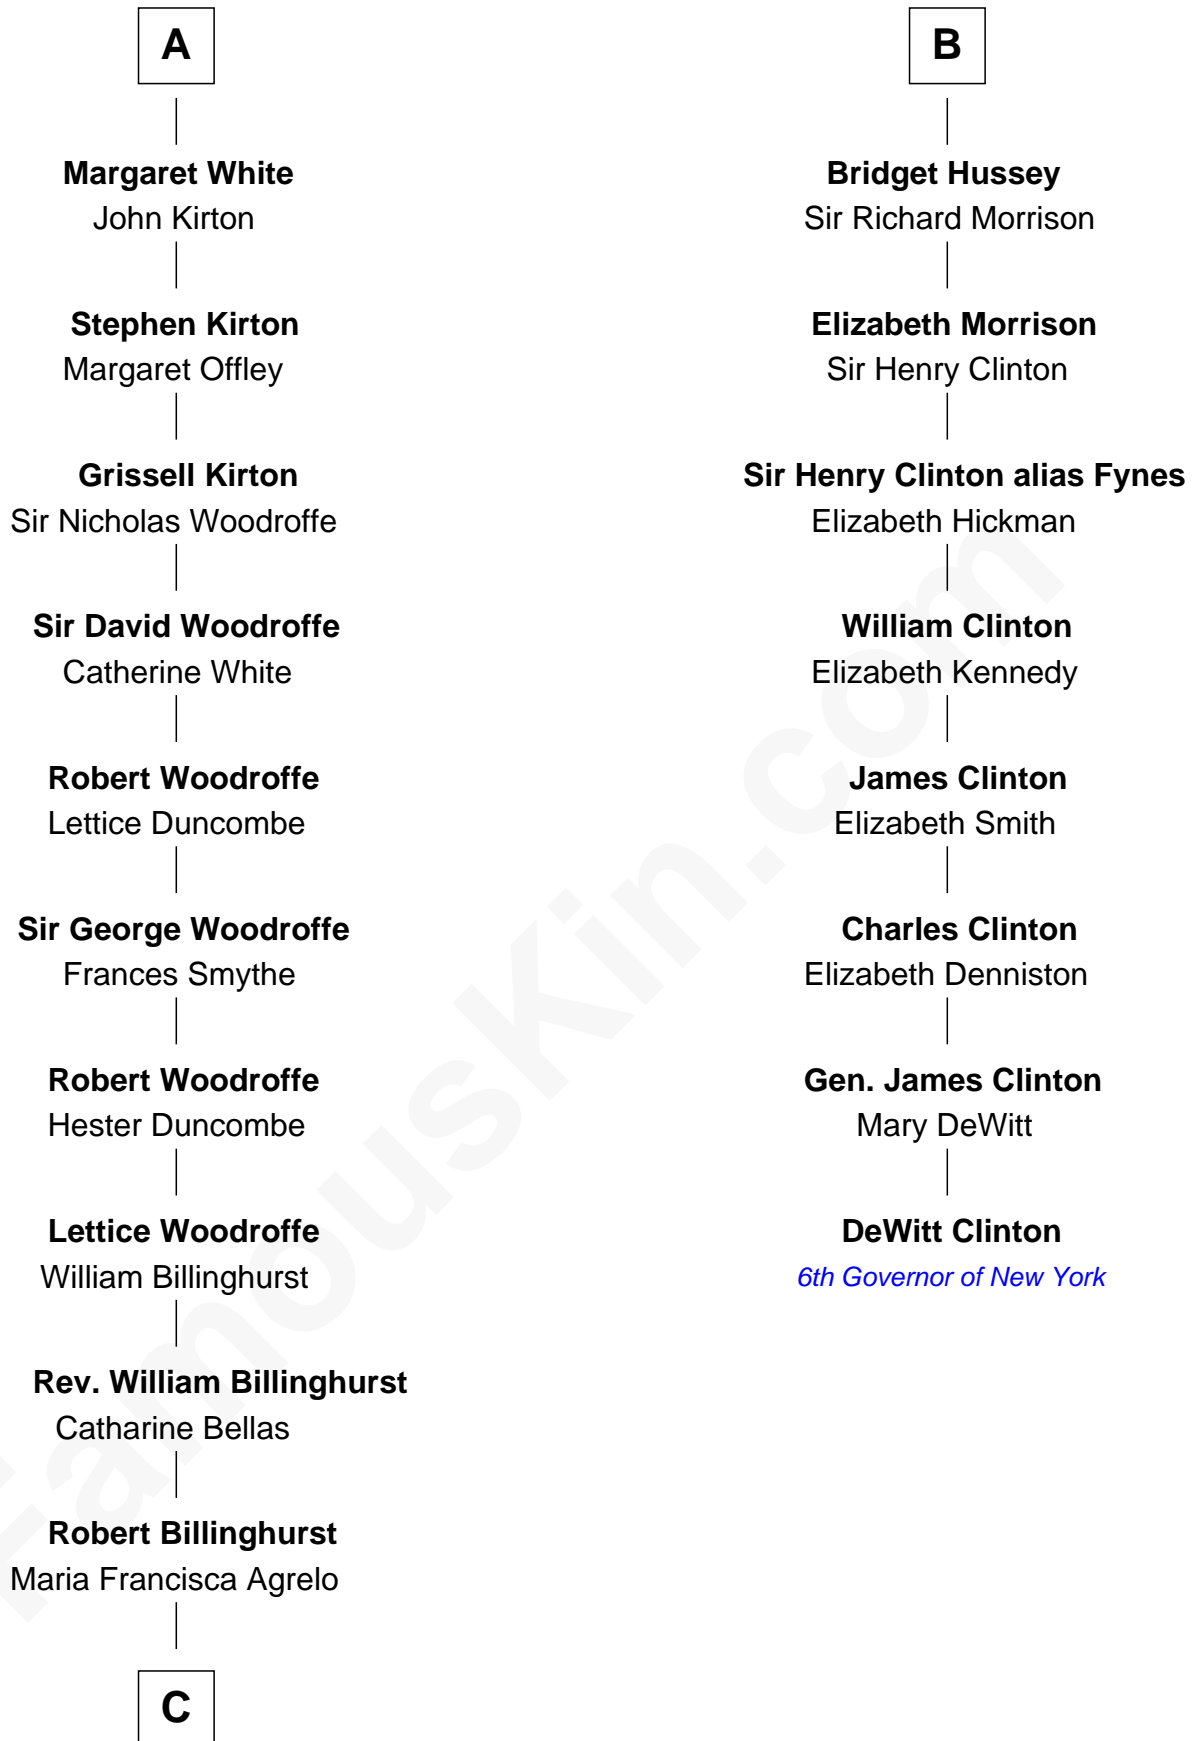 A
Margaret White
John Kirton
Stephen Kirton
Margaret Offley
Grissell Kirton
Sir Nicholas Woodroffe
Sir David Woodroffe
Catherine White
Robert Woodroffe
Lettice Duncombe
Sir George Woodroffe
Frances Smythe
Robert Woodroffe
Hester Duncombe
Lettice Woodroffe
William Billinghurst
Rev. William Billinghurst
Catharine Bellas
Robert Billinghurst
Maria Francisca Agrelo
C
B
Bridget Hussey
Sir Richard Morrison
Elizabeth Morrison
Sir Henry Clinton
Sir Henry Clinton alias Fynes
Elizabeth Hickman
William Clinton
Elizabeth Kennedy
James Clinton
Elizabeth Smith
Charles Clinton
Elizabeth Denniston
Gen. James Clinton
Mary DeWitt
DeWitt Clinton
6th Governor of New York
FamousKin.com